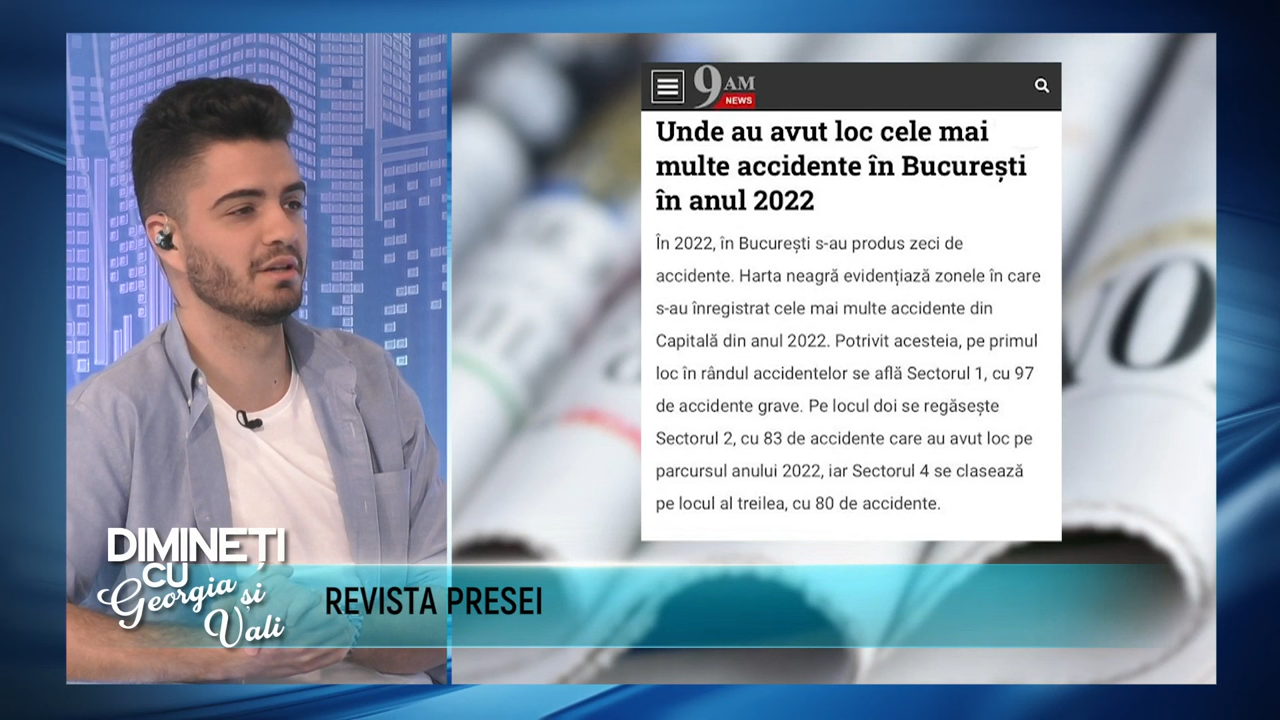 9 AM
NEWS
Unde au avut loc cele mai
multe accidente în București
în anul 2022
În 2022, în București s-au produs zeci de
accidente. Harta neagră evidențiază zonele în care
s-au înregistrat cele mai multe accidente din
Capitală din anul 2022. Potrivit acesteia, pe primul
loc în rândul accidentelor se află Sectorul 1, cu 97
de accidente grave. Pe locul doi se regăsește
Sectorul 2, cu 83 de accidente care au avut loc pe
parcursul anului 2022, iar Sectorul 4 se clasează
pe locul al treilea, cu 80 de accidente.
DIMINEȚI
CU
Georgia și
Vali
REVISTA PRESEI